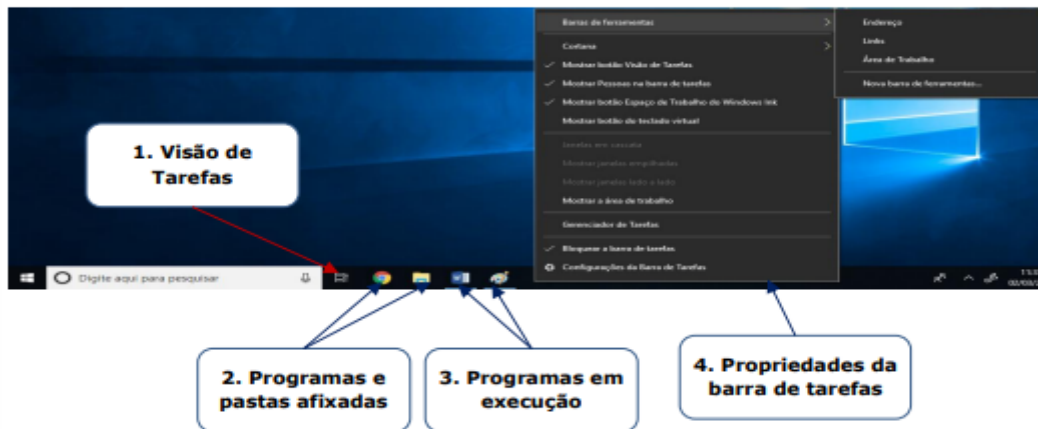 Barras de ferramentas
Endereço
Links
Área de Trabalho
Nova barra de ferramentas...
Cortana
Mostrar botão Visão de Tarefas
Mostrar Pessoas na barra de tarefas
Mostrar botão Espaço de Trabalho do Windows Ink
Mostrar botão do teclado virtual
Janelas em cascata
Mostrar janelas empilhadas
Mostrar janelas lado a lado
Mostrar a área de trabalho
Gerenciador de Tarefas
Bloquear a barra de tarefas
Configurações da Barra de Tarefas
1. Visão de
Tarefas
Digite aqui para pesquisar
2. Programas e
pastas afixadas
3. Programas em
execução
4. Propriedades da
barra de tarefas